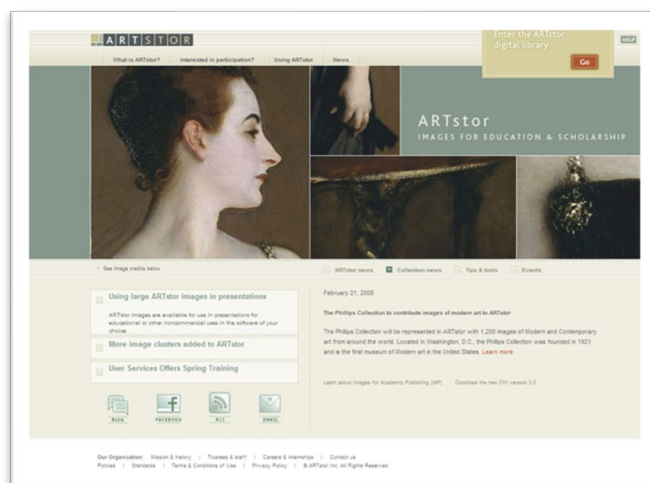 ARTSTOR
Enter the ARTstor
digital library
Go
HELP
What is ARTstor? Interested in participation? Using ARTstor News
ARTstor
IMAGES FOR EDUCATION & SCHOLARSHIP
See image credits below
ARTstor news Collection news Tips & tools Events
Using large ARTstor images in presentations
ARTstor images are available for use in presentations for
educational or other noncommercial uses in the software of your
choice.
More image clusters added to ARTstor
User Services Offers Spring Training
BLOG FACEBOOK RSS EMAIL
February 21, 2008
The Phillips Collection to contribute images of modern art to ARTstor
The Phillips Collection will be represented in ARTstor with 1,200 images of Modern and Contemporary
art from around the world. Located in Washington, D.C., the Phillips Collection was founded in 1921
and is the first museum of Modern art in the United States. Learn more
Learn about Images for Academic Publishing (IAP) Download the new OIV version 3.0
Our Organization: Mission & history | Trustees & staff | Careers & internships | Contact us
Policies | Standards | Terms & Conditions of Use | Privacy Policy | © ARTstor Inc. All Rights Reserved